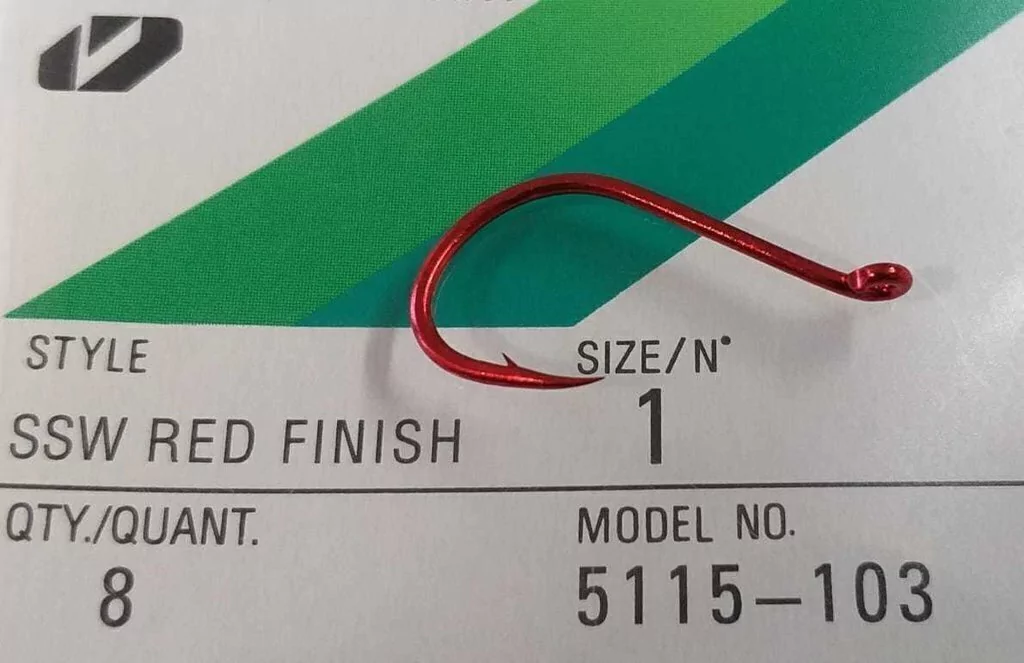 STYLE
SIZE/N°
SSW RED FINISH
1
QTY./QUANT.
MODEL NO.
8
5115-103